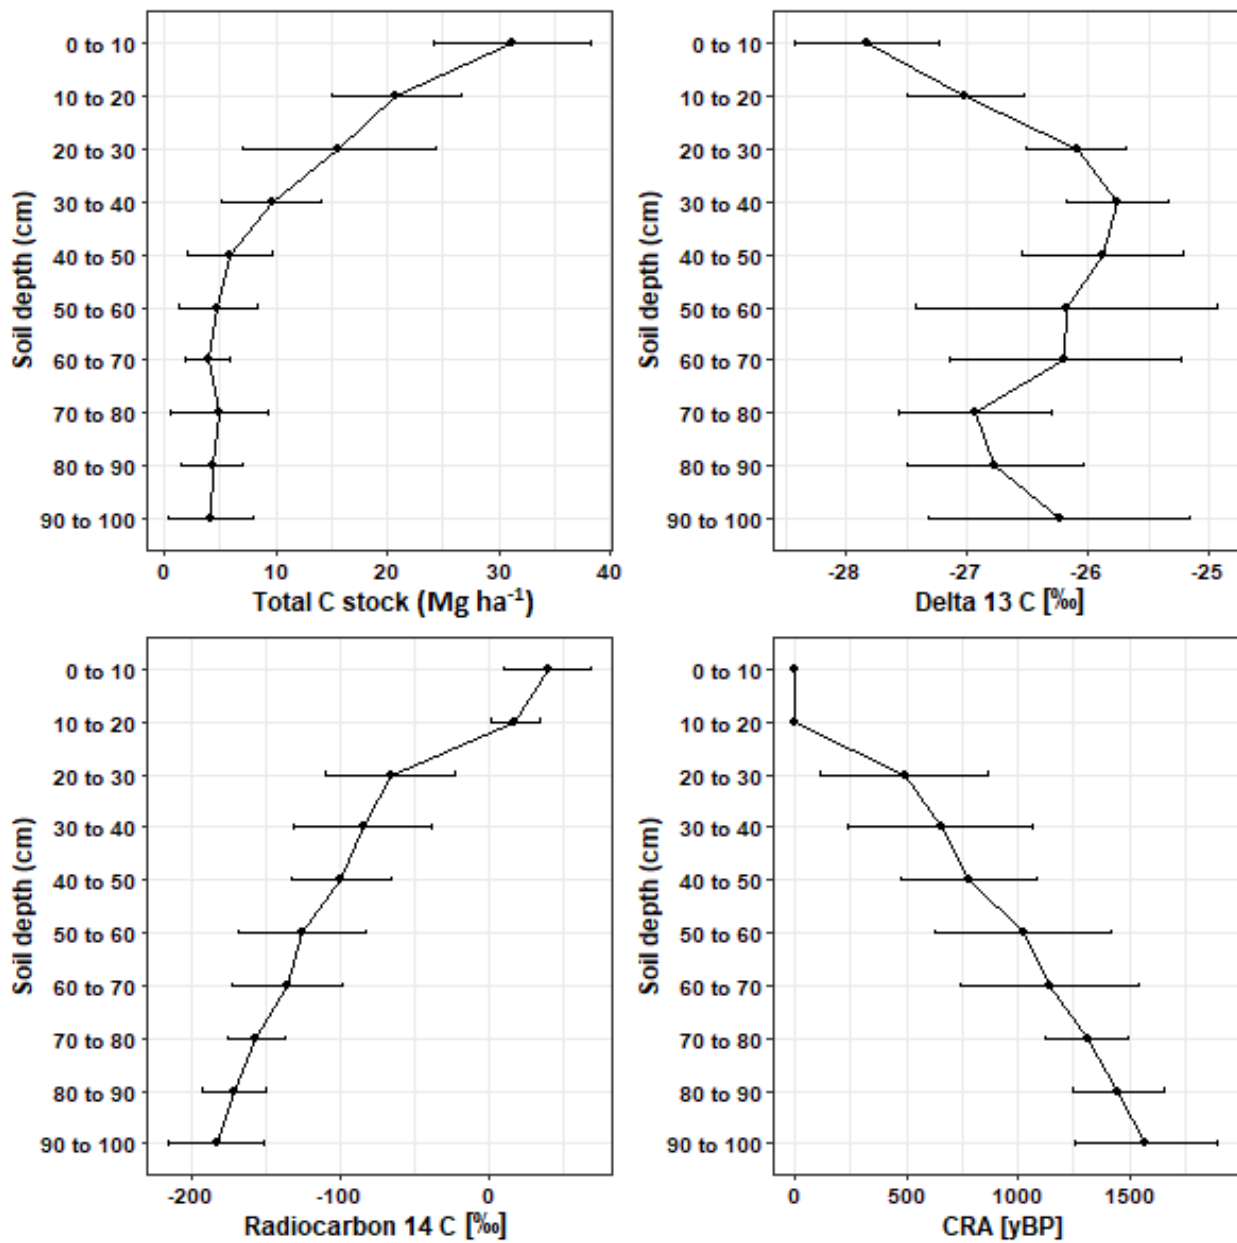 Soil depth (cm)
0 to 10
10 to 20
20 to 30
30 to 40
40 to 50
50 to 60
60 to 70
70 to 80
80 to 90
90 to 100
0 10 20 30 40
Total C stock (Mg ha⁻¹)
Soil depth (cm)
0 to 10
10 to 20
20 to 30
30 to 40
40 to 50
50 to 60
60 to 70
70 to 80
80 to 90
90 to 100
-28 -27 -26 -25
Delta 13 C [‰]
Soil depth (cm)
0 to 10
10 to 20
20 to 30
30 to 40
40 to 50
50 to 60
60 to 70
70 to 80
80 to 90
90 to 100
-200 -100 0
Radiocarbon 14 C [‰]
Soil depth (cm)
0 to 10
10 to 20
20 to 30
30 to 40
40 to 50
50 to 60
60 to 70
70 to 80
80 to 90
90 to 100
0 500 1000 1500
CRA [yBP]